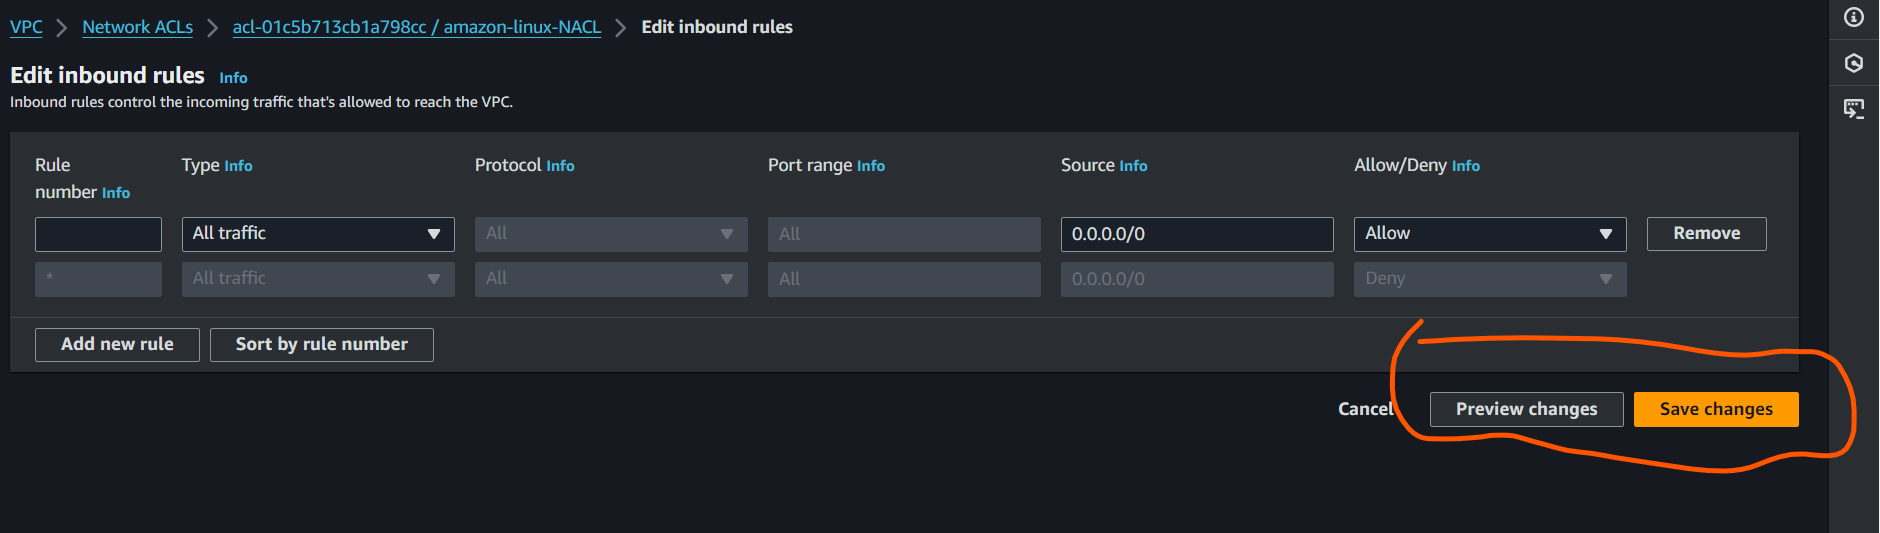 VPC > Network ACLs > acl-01c5b713cb1a798cc / amazon-linux-NACL > Edit inbound rules
Edit inbound rules Info
Inbound rules control the incoming traffic that's allowed to reach the VPC.
Rule number Info Type Info Protocol Info Port range Info Source Info Allow/Deny Info
All traffic All All 0.0.0.0/0 Allow Remove
* All traffic All All 0.0.0.0/0 Deny
Add new rule Sort by rule number
Cancel Preview changes Save changes